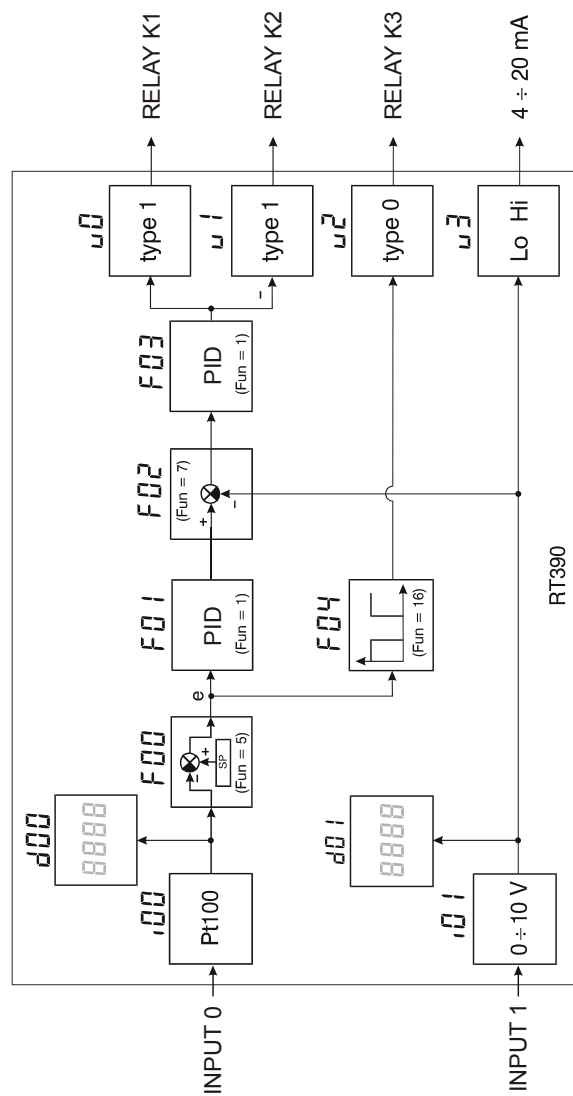 d00
8888
i00
Pt100
INPUT 0
F00
-
+
SP
(Fun = 5)
e
F01
PID
(Fun = 1)
F02
(Fun = 7)
+
-
F03
PID
(Fun = 1)
-
u0
type 1
RELAY K1
u1
type 1
RELAY K2
F04
(Fun = 16)
u2
type 0
RELAY K3
d01
8888
i01
0 ÷ 10 V
INPUT 1
u3
Lo Hi
4 ÷ 20 mA
RT390